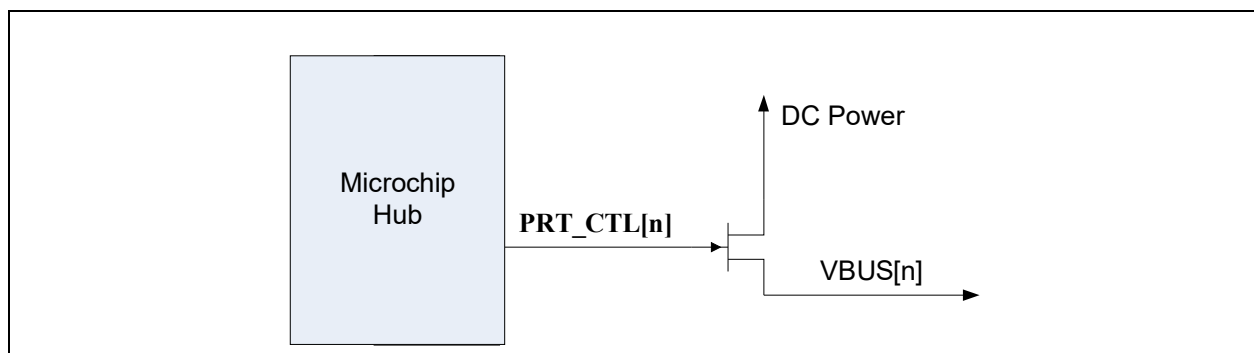 Microchip
Hub
PRT_CTL[n]
DC Power
VBUS[n]